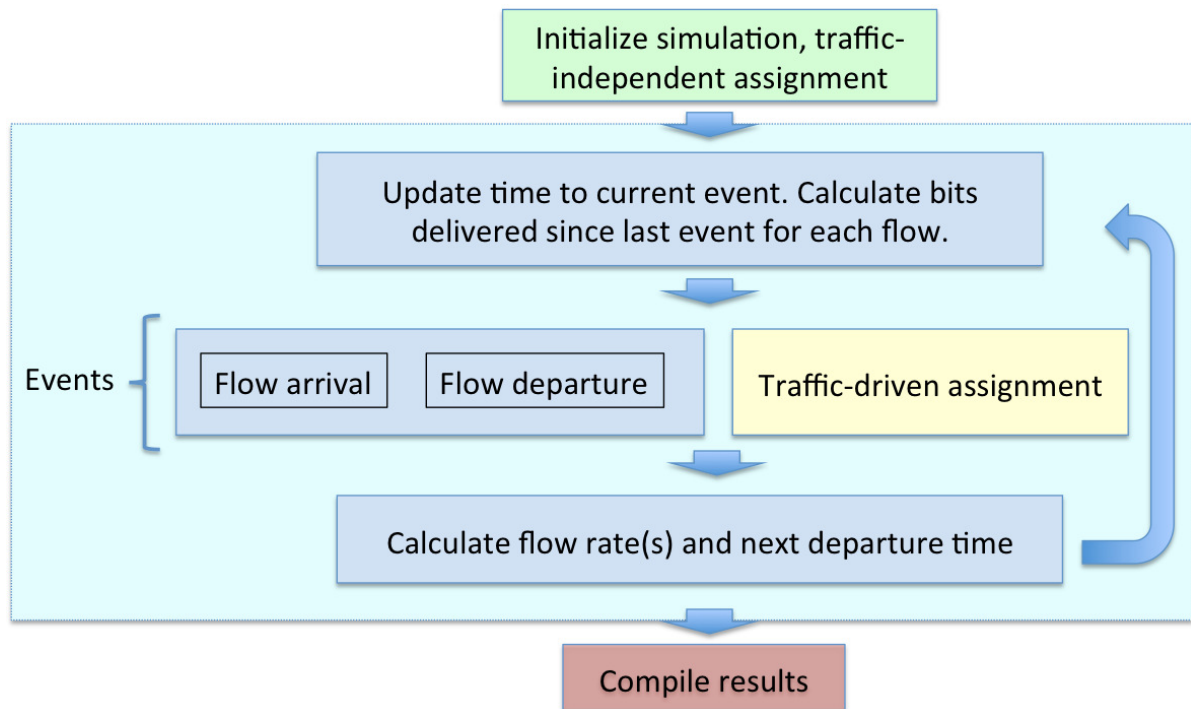 Initialize simulation, traffic-
independent assignment
Update time to current event. Calculate bits
delivered since last event for each flow.
Events
Flow arrival
Flow departure
Traffic-driven assignment
Calculate flow rate(s) and next departure time
Compile results